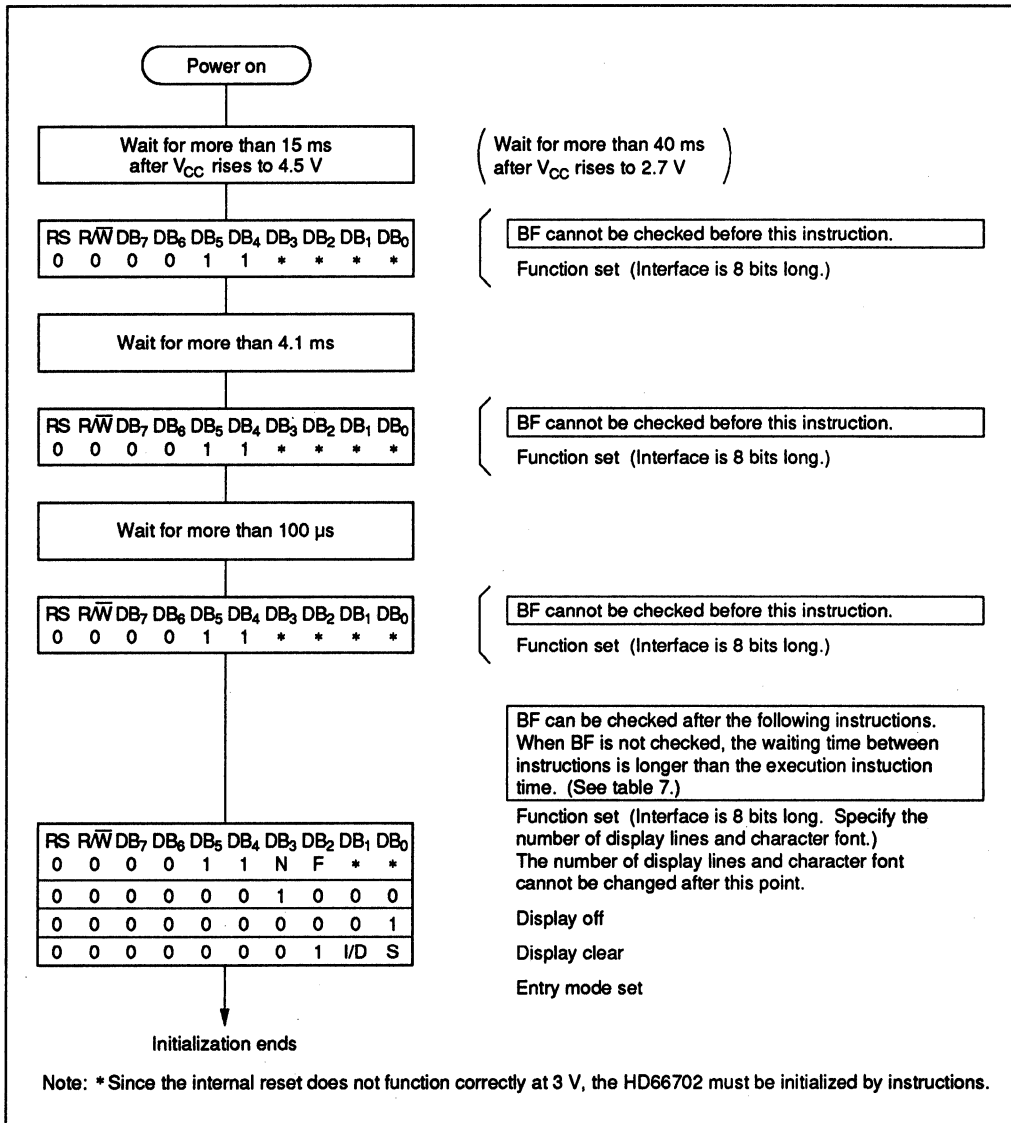 Power on
Wait for more than 15 ms
after VCC rises to 4.5 V
(Wait for more than 40 ms
after VCC rises to 2.7 V)
RS R/W̅ DB7 DB6 DB5 DB4 DB3 DB2 DB1 DB0
0 0 0 0 1 1 * * * *
BF cannot be checked before this instruction.
Function set (Interface is 8 bits long.)
Wait for more than 4.1 ms
RS R/W̅ DB7 DB6 DB5 DB4 DB3 DB2 DB1 DB0
0 0 0 0 1 1 * * * *
BF cannot be checked before this instruction.
Function set (Interface is 8 bits long.)
Wait for more than 100 µs
RS R/W̅ DB7 DB6 DB5 DB4 DB3 DB2 DB1 DB0
0 0 0 0 1 1 * * * *
BF cannot be checked before this instruction.
Function set (Interface is 8 bits long.)
BF can be checked after the following instructions.
When BF is not checked, the waiting time between
instructions is longer than the execution instuction
time. (See table 7.)
RS R/W̅ DB7 DB6 DB5 DB4 DB3 DB2 DB1 DB0
0 0 0 0 1 1 N F * *
0 0 0 0 0 0 1 0 0 0
0 0 0 0 0 0 0 0 0 1
0 0 0 0 0 0 0 1 I/D S
Function set (Interface is 8 bits long. Specify the
number of display lines and character font.)
The number of display lines and character font
cannot be changed after this point.
Display off
Display clear
Entry mode set
Initialization ends
Note: * Since the internal reset does not function correctly at 3 V, the HD66702 must be initialized by instructions.